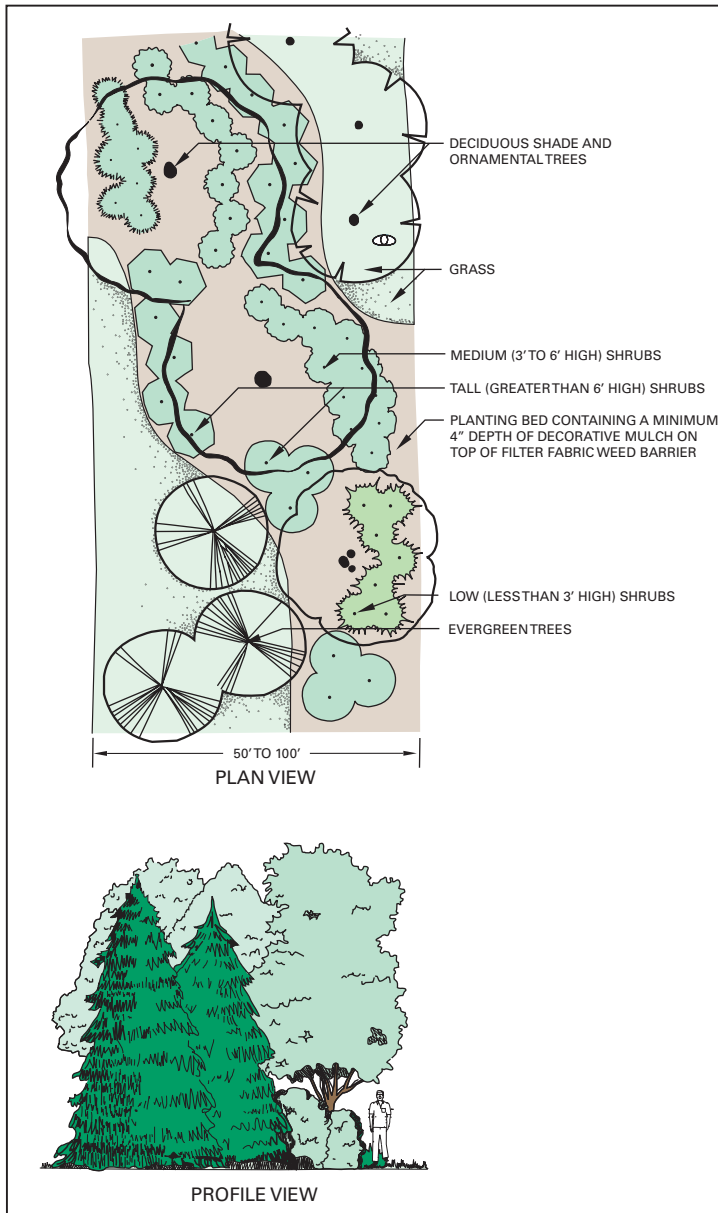 DECIDUOUS SHADE AND
ORNAMENTAL TREES
GRASS
MEDIUM (3' TO 6' HIGH) SHRUBS
TALL (GREATER THAN 6' HIGH) SHRUBS
PLANTING BED CONTAINING A MINIMUM
4" DEPTH OF DECORATIVE MULCH ON
TOP OF FILTER FABRIC WEED BARRIER
LOW (LESS THAN 3' HIGH) SHRUBS
EVERGREEN TREES
50' TO 100'
PLAN VIEW
PROFILE VIEW